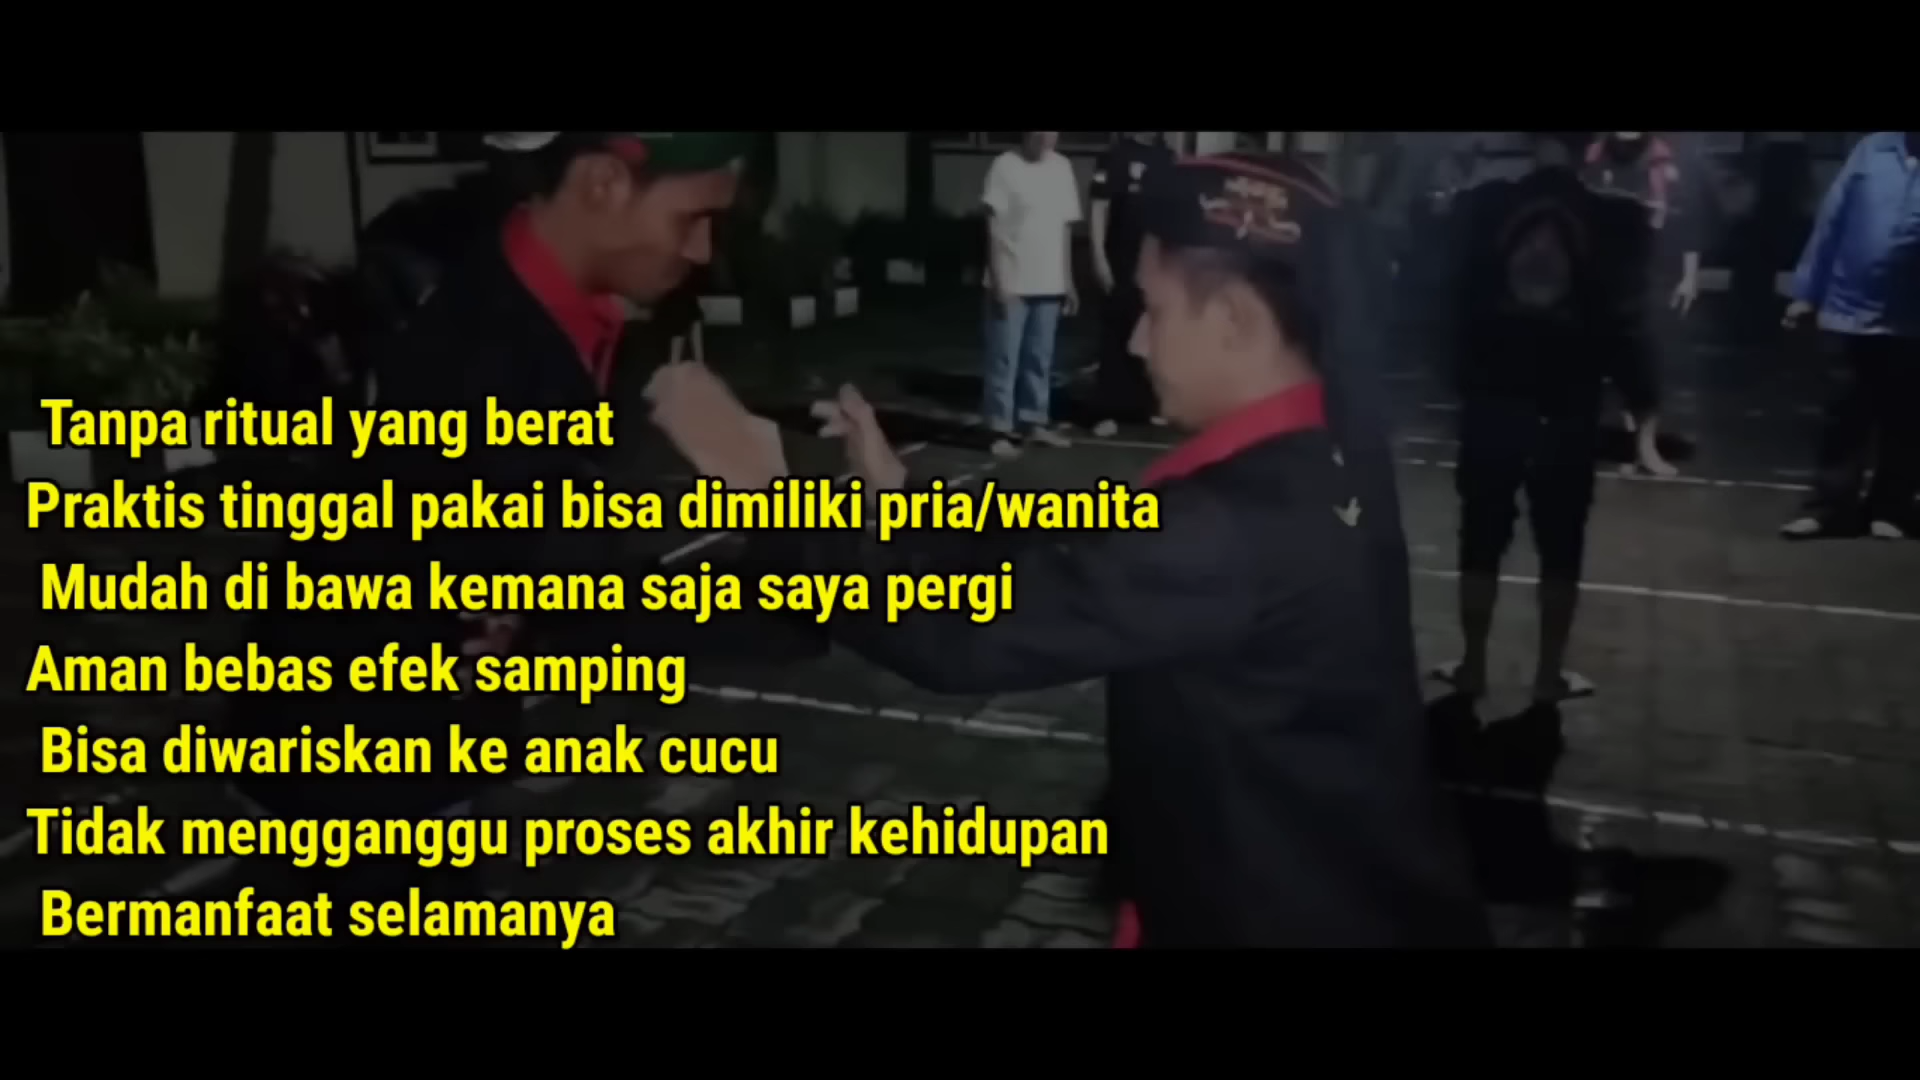 Tanpa ritual yang berat
Praktis tinggal pakai bisa dimiliki pria/wanita
Mudah di bawa kemana saja saya pergi
Aman bebas efek samping
Bisa diwariskan ke anak cucu
Tidak mengganggu proses akhir kehidupan
Bermanfaat selamanya